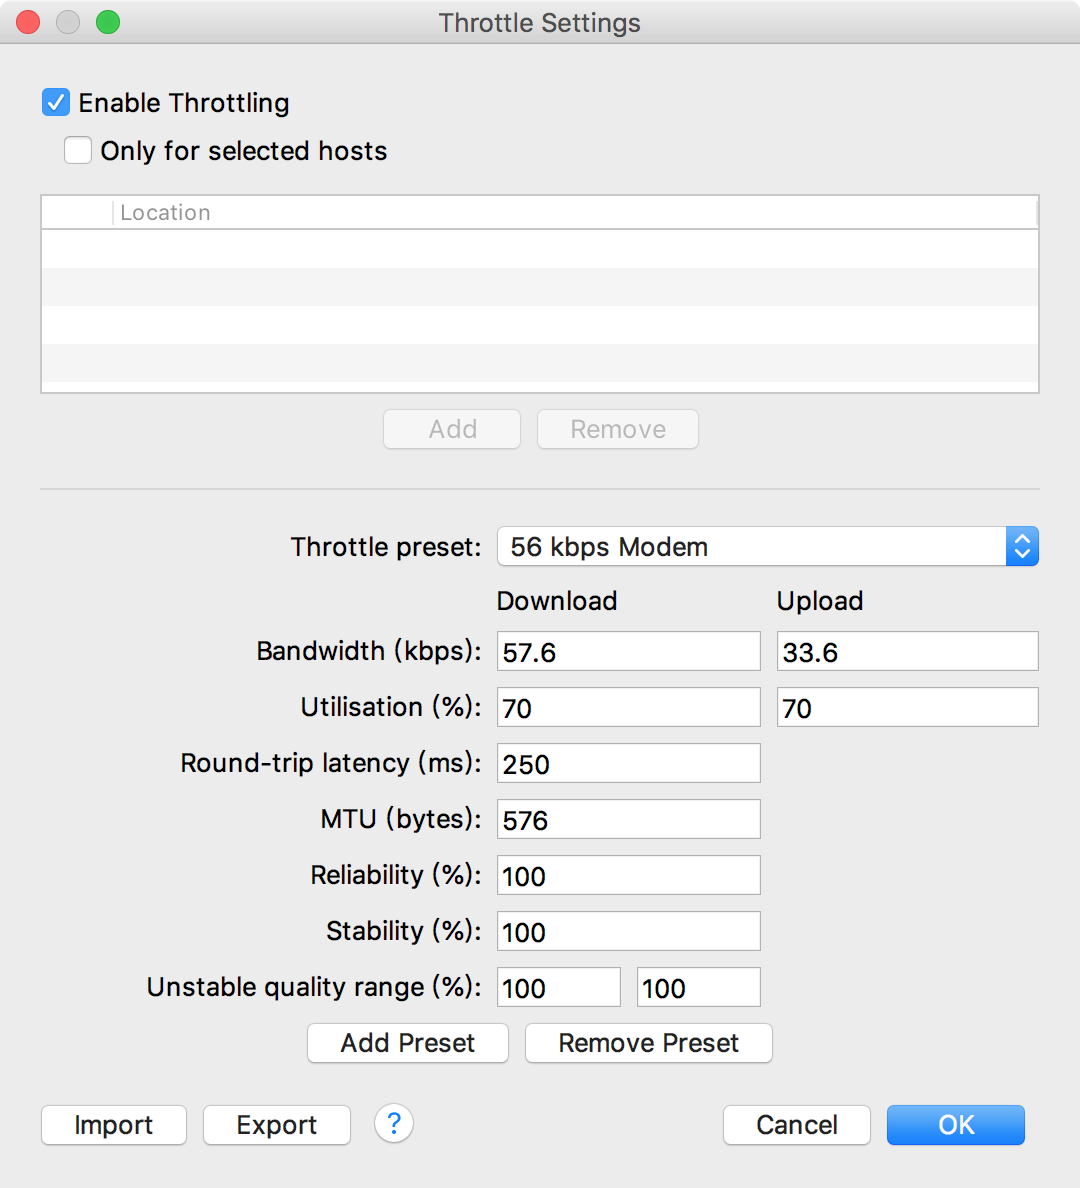 Throttle Settings
Enable Throttling
Only for selected hosts
Location
Add Remove
Throttle preset: 56 kbps Modem
Download Upload
Bandwidth (kbps): 57.6 33.6
Utilisation (%): 70 70
Round-trip latency (ms): 250
MTU (bytes): 576
Reliability (%): 100
Stability (%): 100
Unstable quality range (%): 100 100
Add Preset Remove Preset
Import Export ? Cancel OK